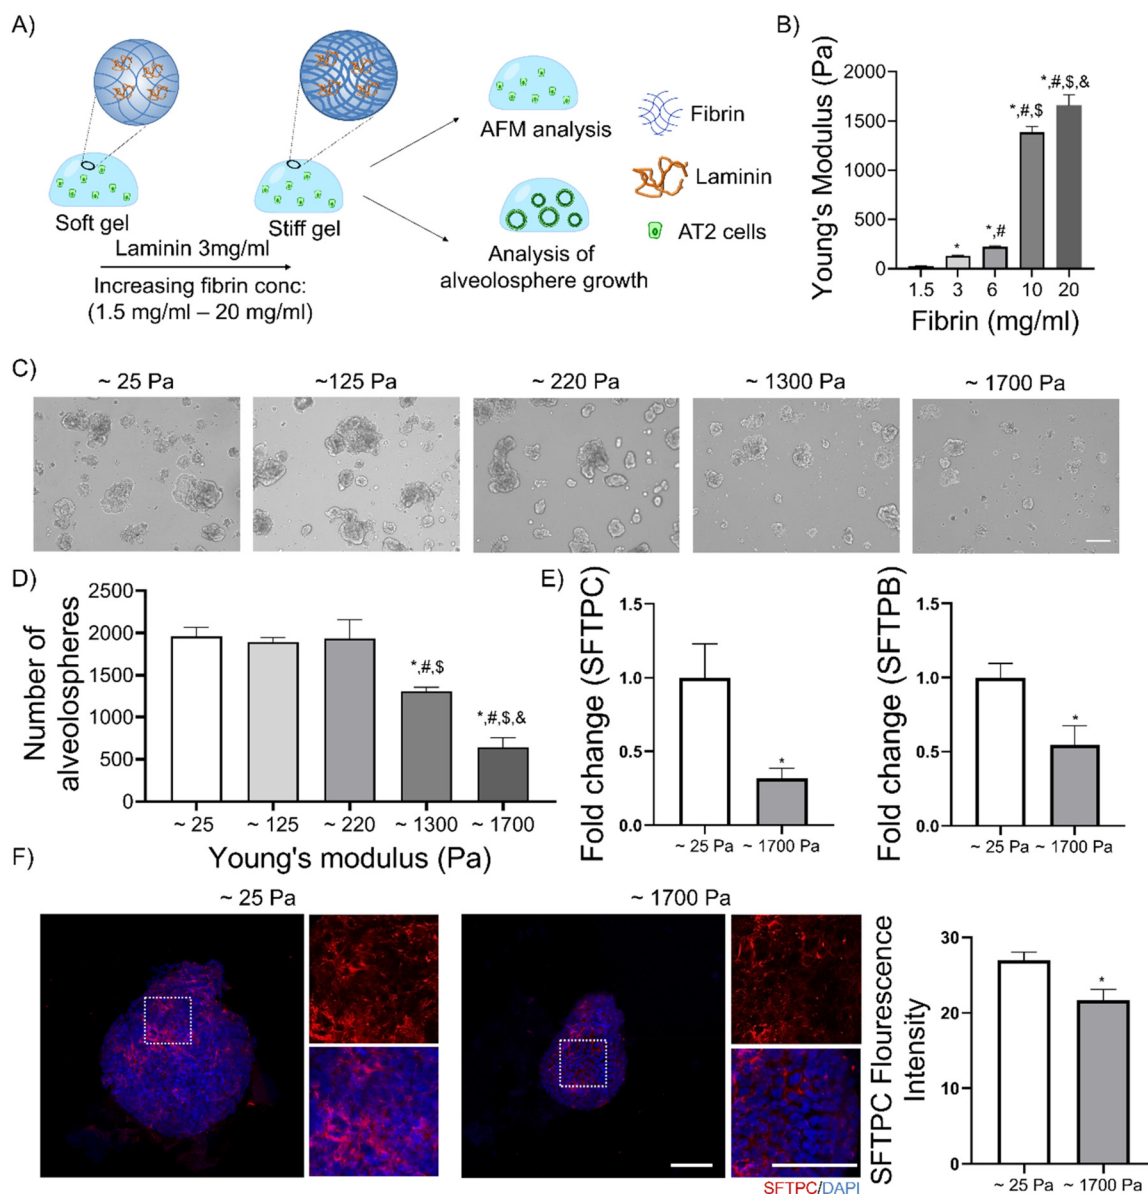 A)
Soft gel
Stiff gel
Laminin 3mg/ml
Increasing fibrin conc:
(1.5 mg/ml – 20 mg/ml)
AFM analysis
Analysis of
alveolosphere growth
Fibrin
Laminin
AT2 cells
B)
Young's Modulus (Pa)
2000
1500
1000
500
0
*
*,#
*,#,$
*,#,$,&
1.5 3 6 10 20
Fibrin (mg/ml)
C)
~ 25 Pa
~125 Pa
~ 220 Pa
~ 1300 Pa
~ 1700 Pa
D)
Number of
alveolospheres
2500
2000
1500
1000
500
0
*,#,$
*,#,$,&
~ 25 ~ 125 ~ 220 ~ 1300 ~ 1700
Young's modulus (Pa)
E)
Fold change (SFTPC)
1.5
1.0
0.5
0.0
*
~ 25 Pa ~ 1700 Pa
Fold change (SFTPB)
1.5
1.0
0.5
0.0
*
~ 25 Pa ~ 1700 Pa
F)
~ 25 Pa
~ 1700 Pa
SFTPC/DAPI
SFTPC Flourescence
Intensity
30
20
10
0
*
~ 25 Pa ~ 1700 Pa